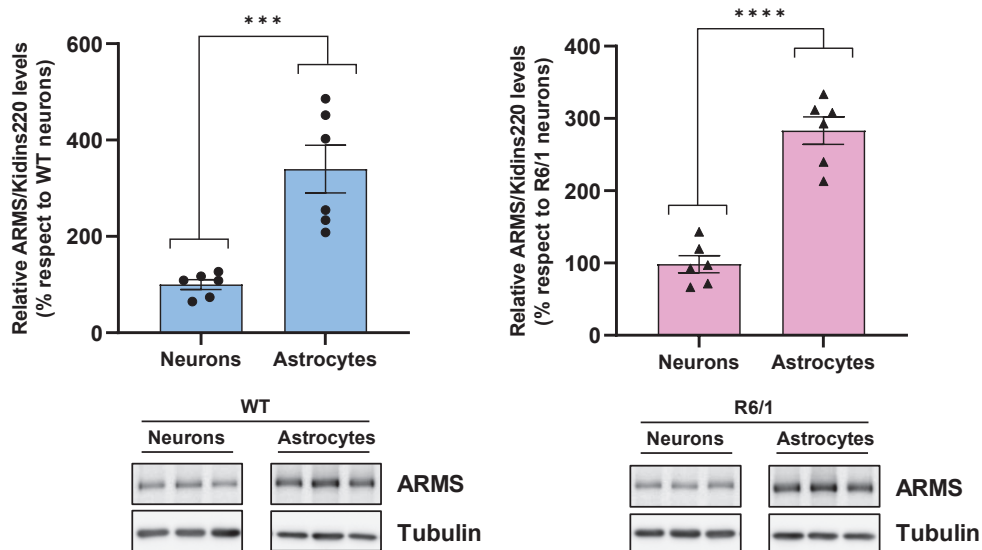 Relative ARMS/Kidins220 levels
(% respect to WT neurons)
***
600
400
200
0
Neurons
Astrocytes
WT
Neurons
Astrocytes
ARMS
Tubulin
Relative ARMS/Kidins220 levels
(% respect to R6/1 neurons)
****
400
300
200
100
0
Neurons
Astrocytes
R6/1
Neurons
Astrocytes
ARMS
Tubulin